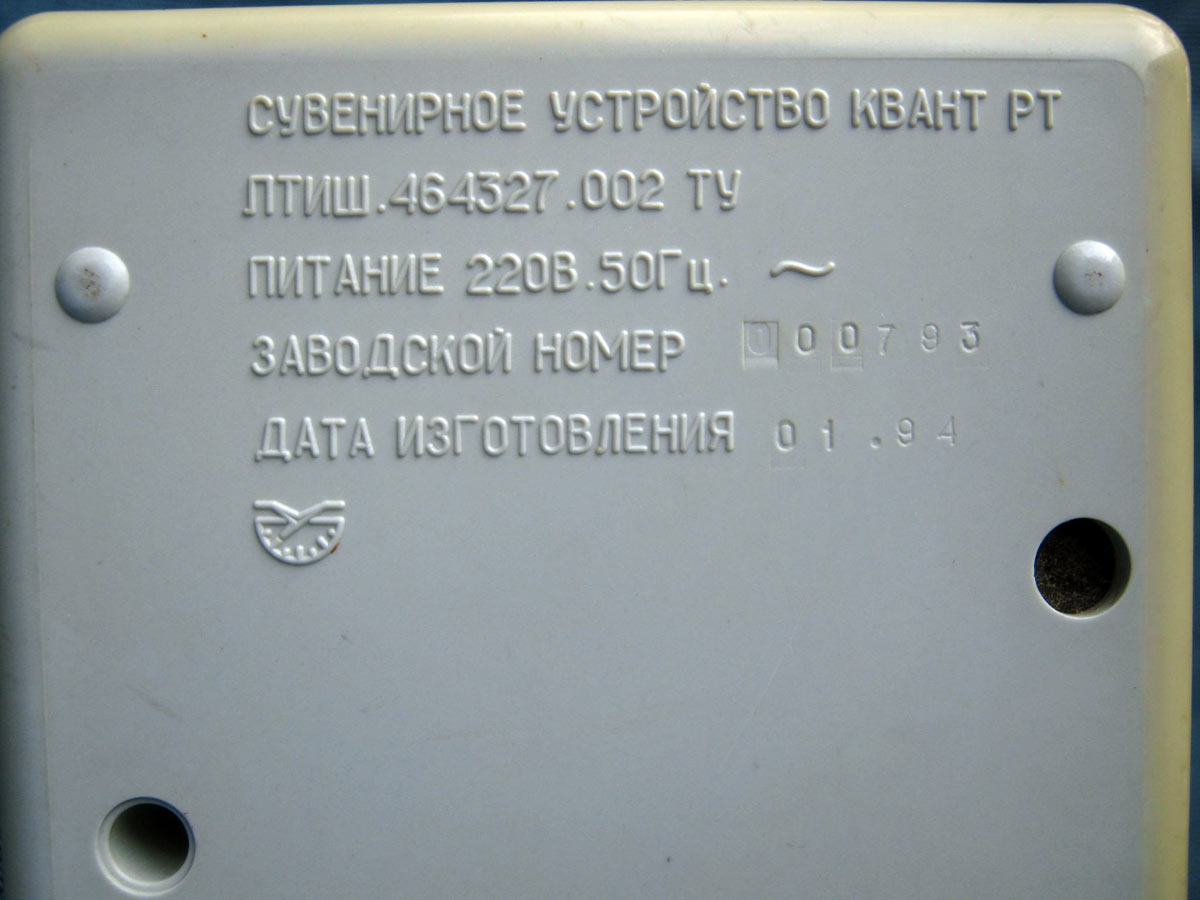 СУВЕНИРНОЕ УСТРОЙСТВО КВАНТ РТ
ЛТИШ.464327.002 ТУ
ПИТАНИЕ 220В.50Гц. ~
ЗАВОДСКОЙ НОМЕР 000793
ДАТА ИЗГОТОВЛЕНИЯ 01.94